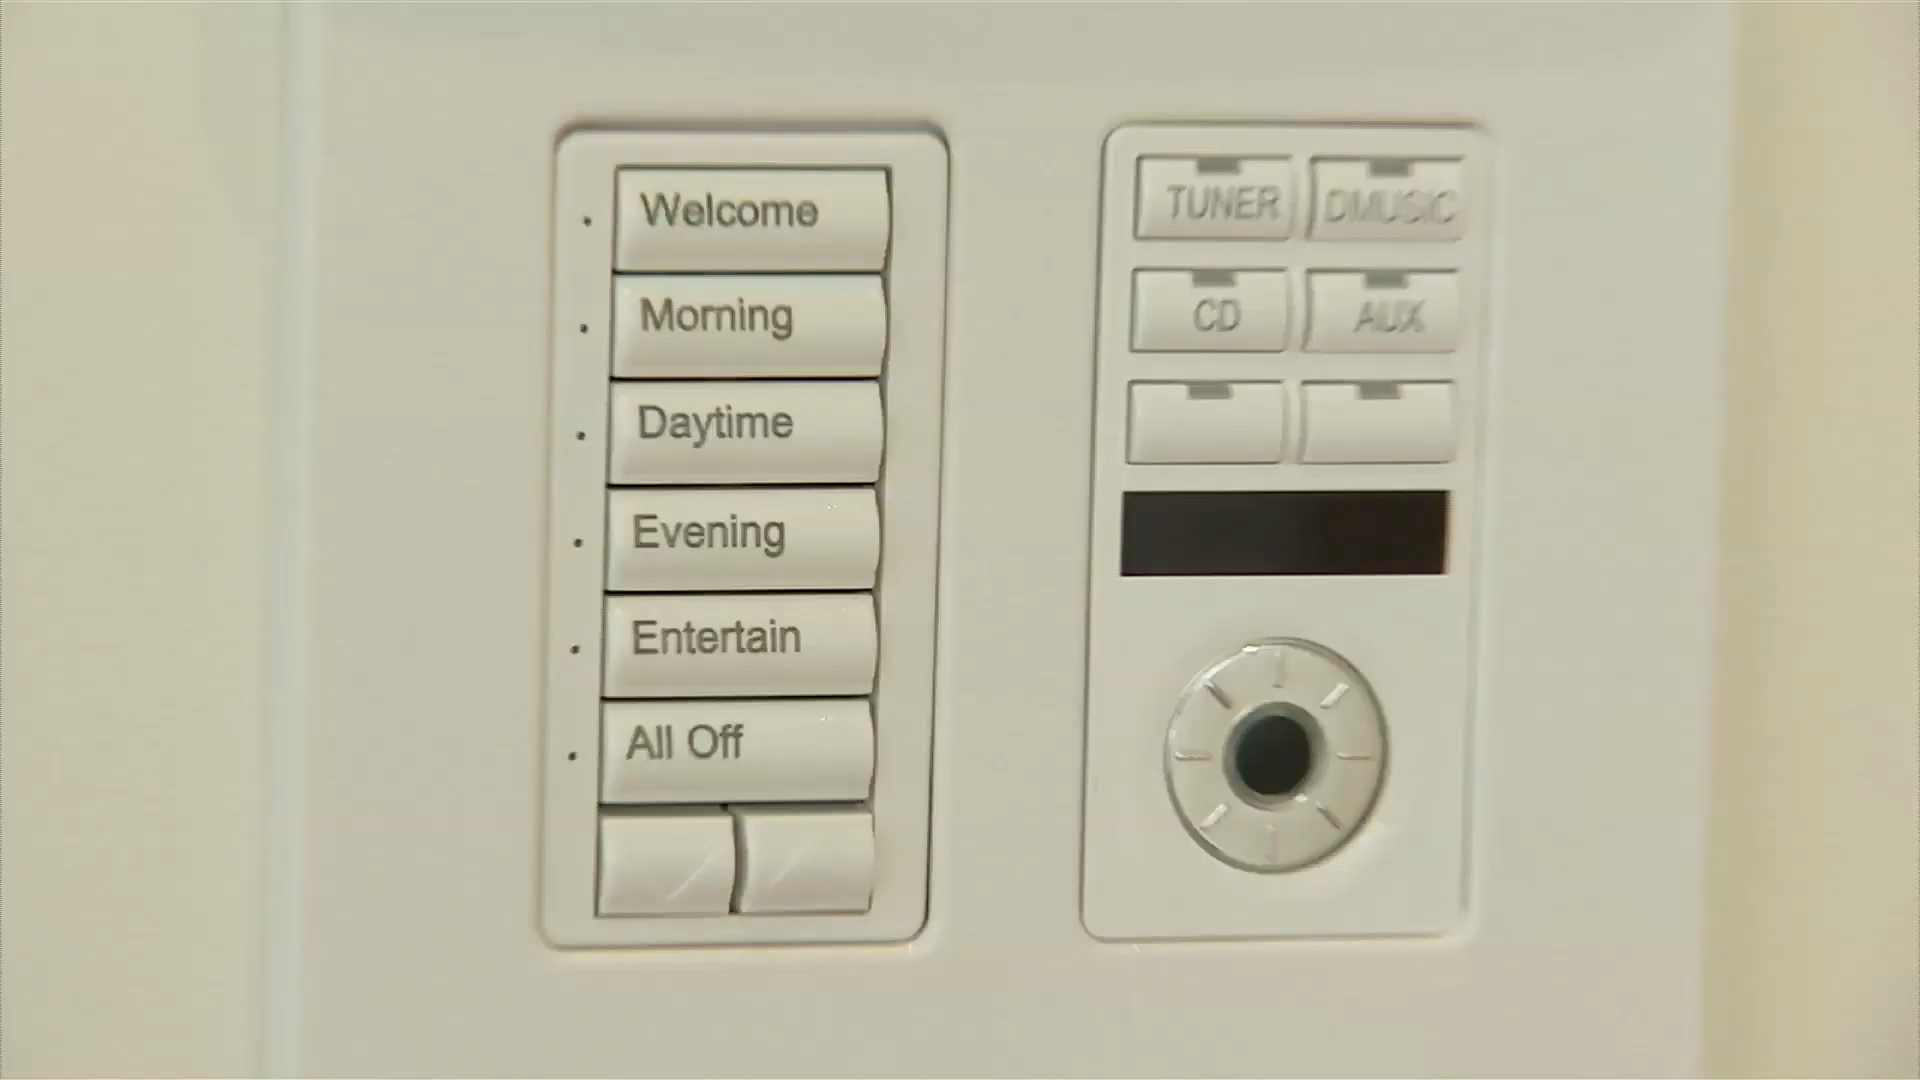 Welcome
Morning
Daytime
Evening
Entertain
All Off
TUNER DMUSIC
CD AUX